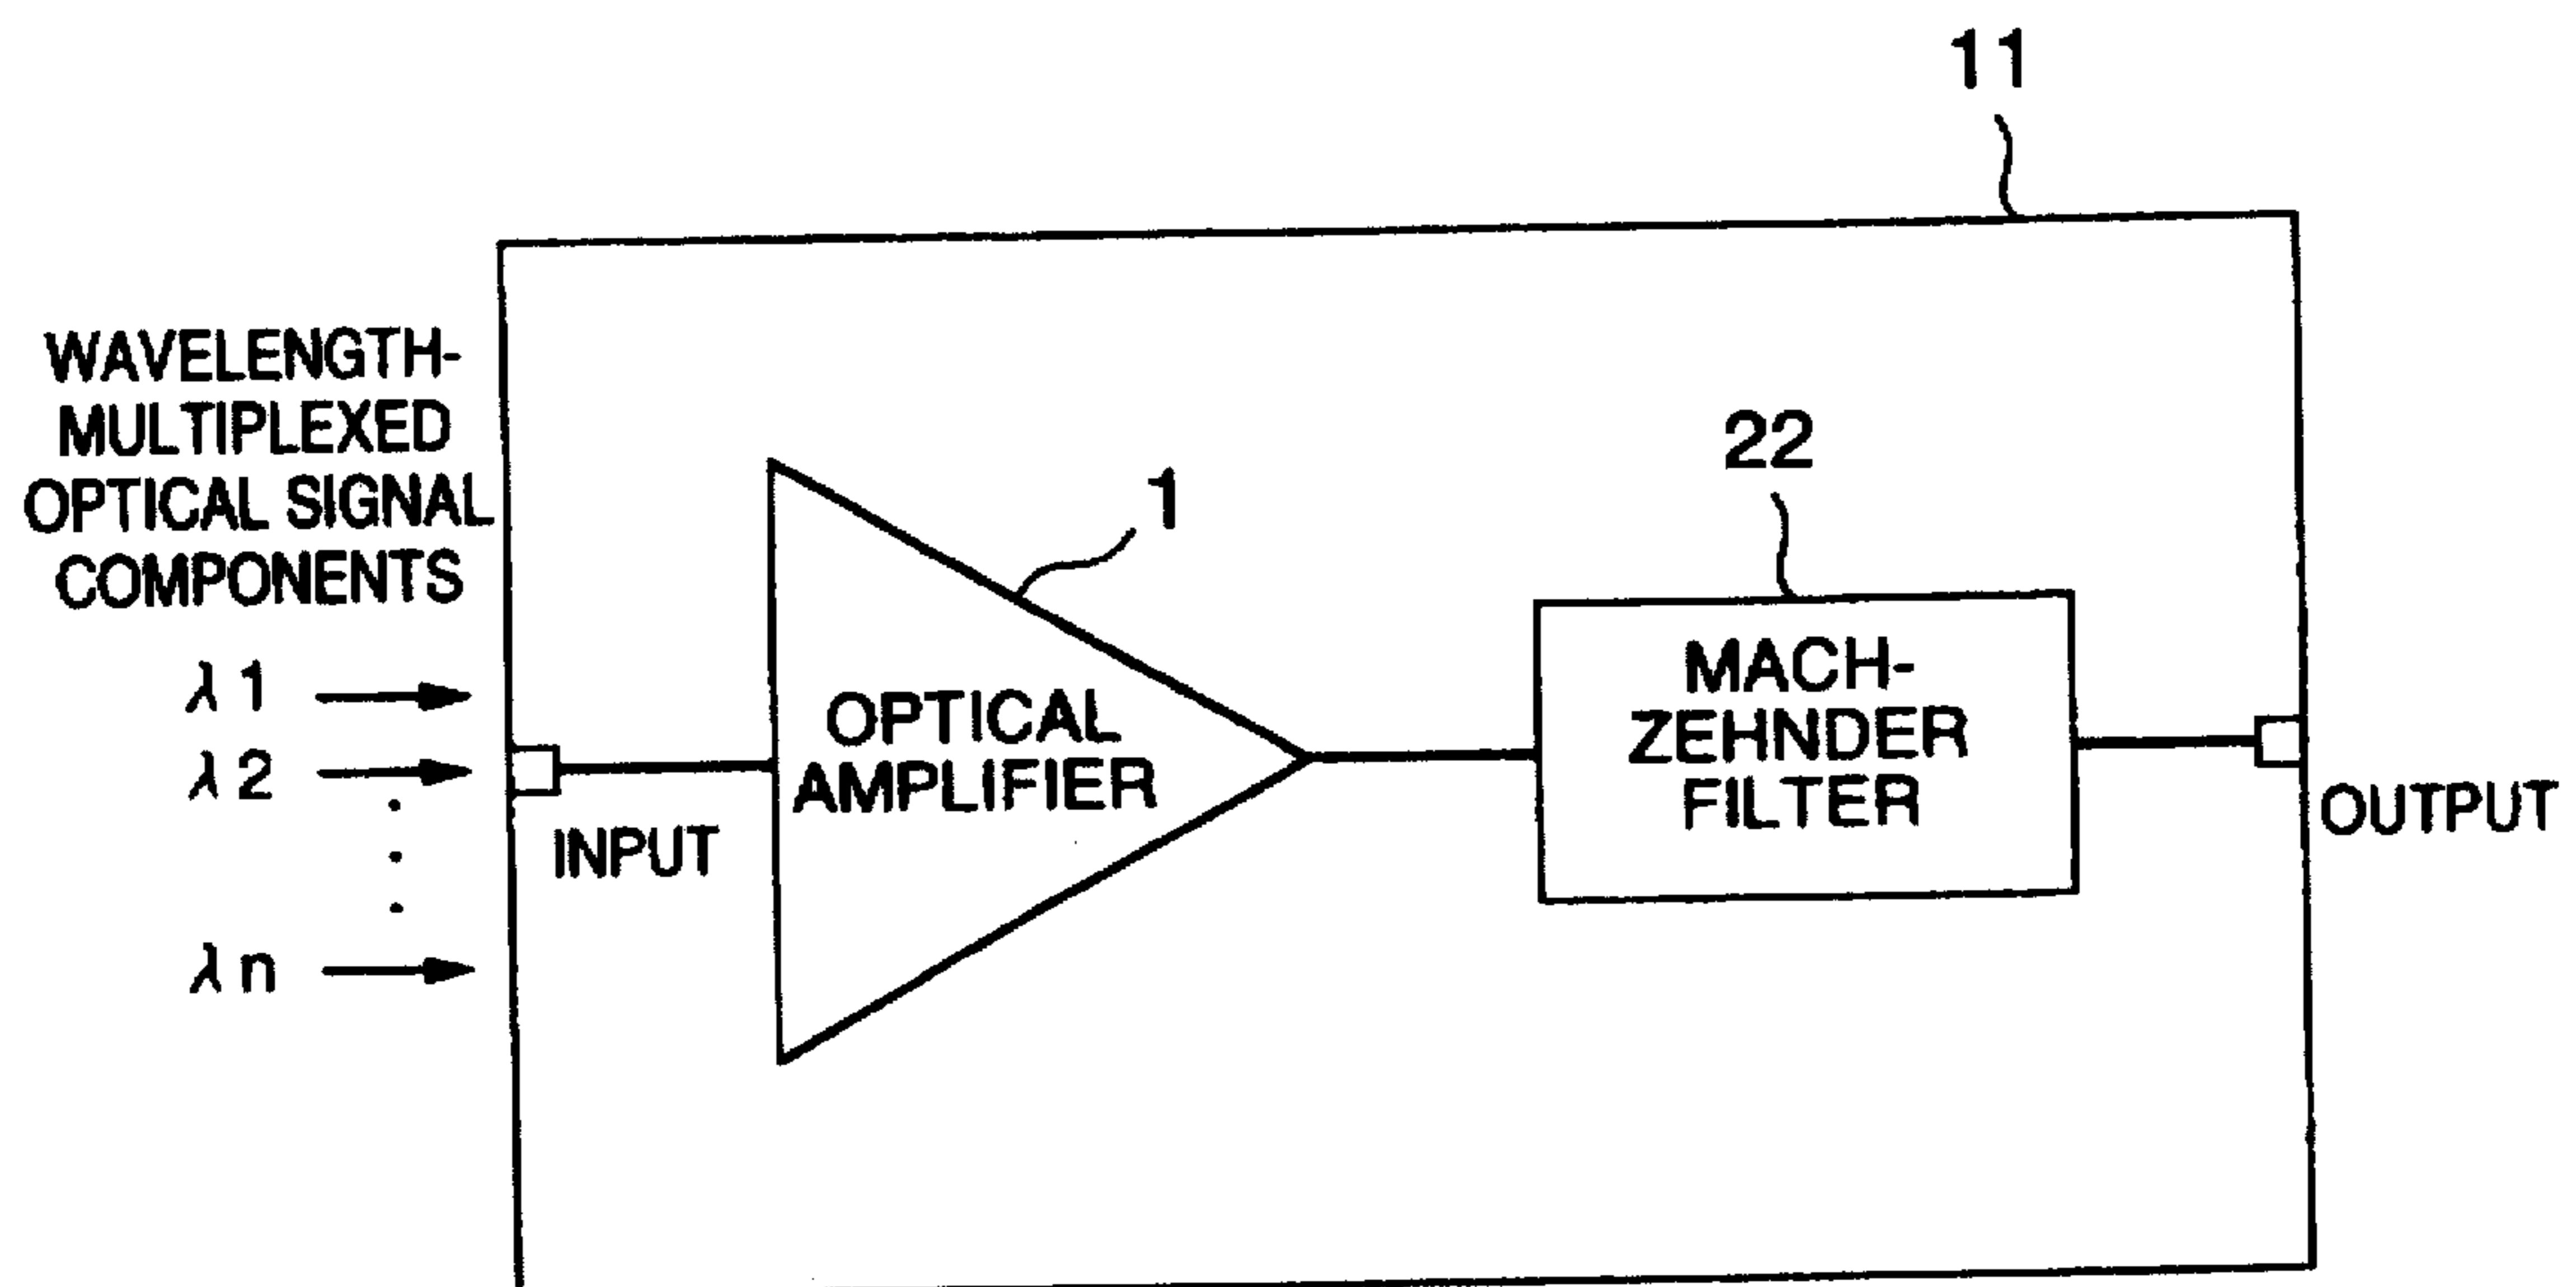 11
WAVELENGTH-
MULTIPLEXED
OPTICAL SIGNAL
COMPONENTS
λ1
λ2
λn
INPUT
1
OPTICAL
AMPLIFIER
22
MACH-
ZEHNDER
FILTER
OUTPUT